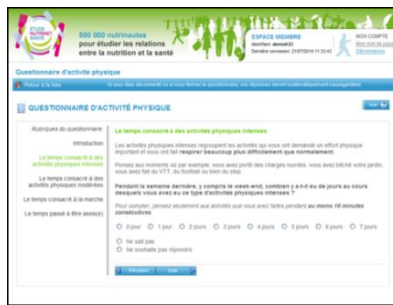 ÉTUDE
NUTRINET
SANTÉ
500 000 nutrinautes
pour étudier les relations
entre la nutrition et la santé
ESPACE MEMBRE
MON COMPTE
Questionnaire d'activité physique
Retour à la liste
QUESTIONNAIRE D'ACTIVITÉ PHYSIQUE
Rubriques du questionnaire
Introduction
Le temps consacré à des
activités physiques intenses
Le temps consacré à des
activités physiques modérées
Le temps consacré à la marche
Le temps passé à être assis(e)
Le temps consacré à des activités physiques intenses
Les activités physiques intenses regroupent les activités qui vous ont demandé un effort physique
important et vous ont fait respirer beaucoup plus difficilement que normalement
Pensez aux moments où par exemple, vous avez porté des charges lourdes, vous avez bêché votre jardin,
vous avez fait du VTT, du football ou bien du step.
Pendant la semaine dernière, y compris le week-end, combien y a-t-il eu de jours au cours
desquels vous avez eu ce type d'activités physiques intenses ?
Pour compter, pensez seulement aux activités que vous avez faites pendant au moins 10 minutes
consécutives
0 jour 1 jour 2 jours 3 jours 4 jours 5 jours 6 jours 7 jours
Ne sait pas
Ne souhaite pas répondre